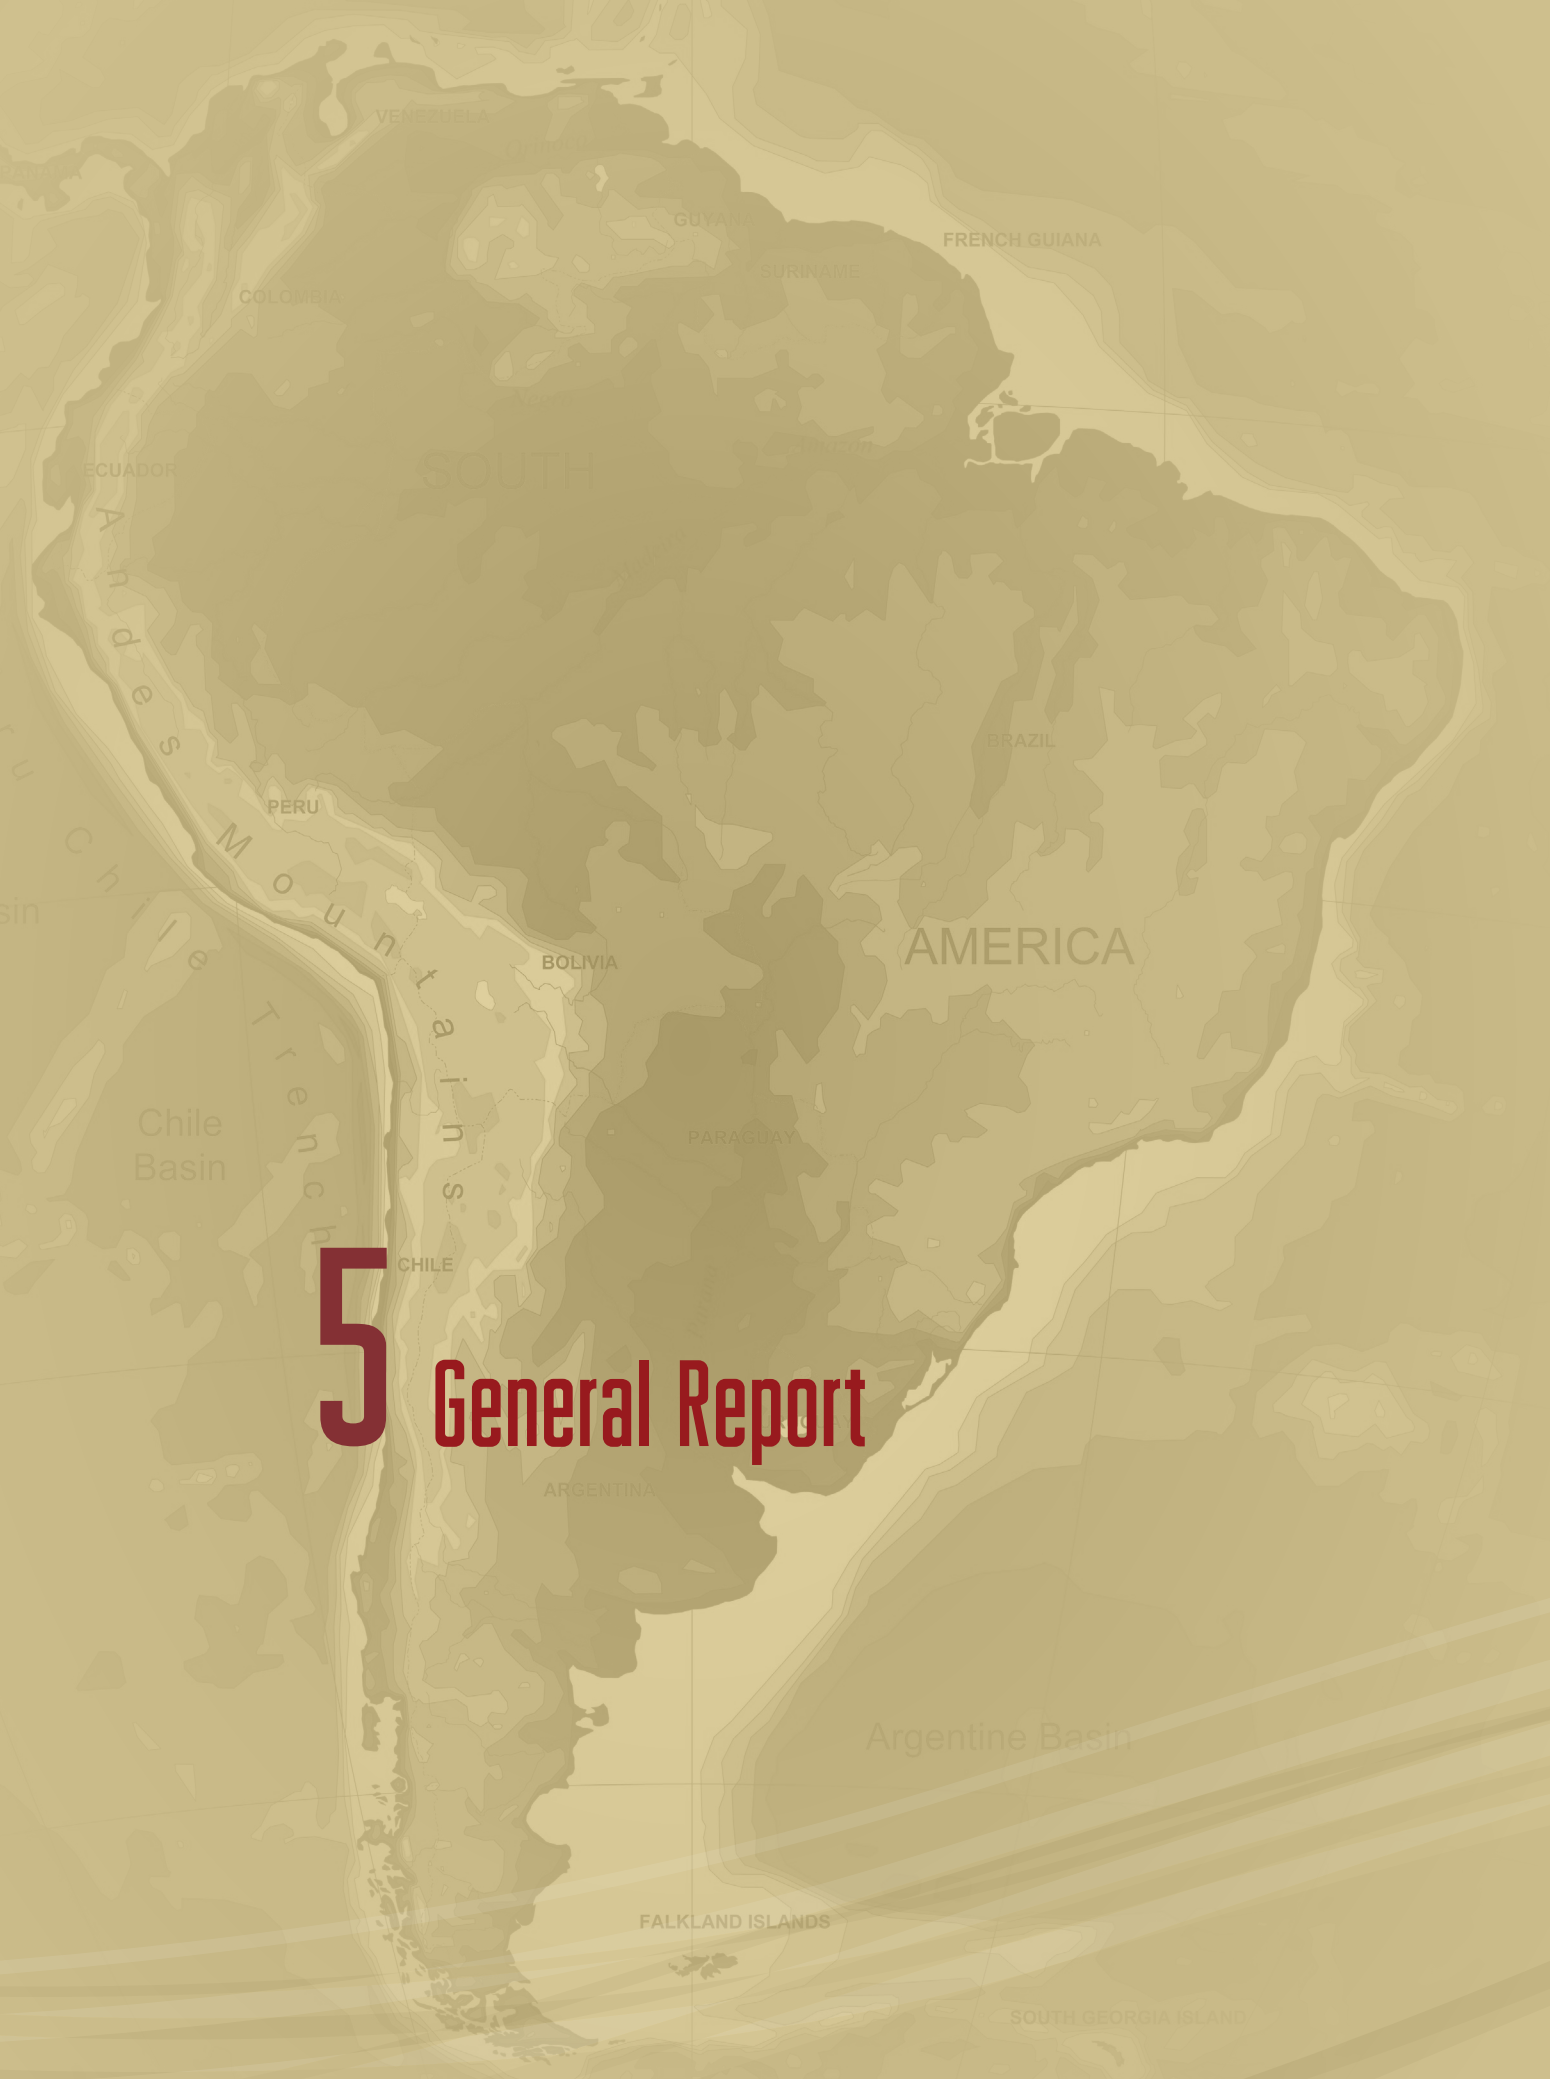 VENEZUELA
GUYANA
FRENCH GUIANA
SURINAME
COLOMBIA
ECUADOR
SOUTH
Andes Mountains
BRAZIL
PERU
AMERICA
BOLIVIA
Chile Trench
Chile
Basin
PARAGUAY
CHILE
5 General Report
ARGENTINA
Argentine Basin
FALKLAND ISLANDS
SOUTH GEORGIA ISLAND